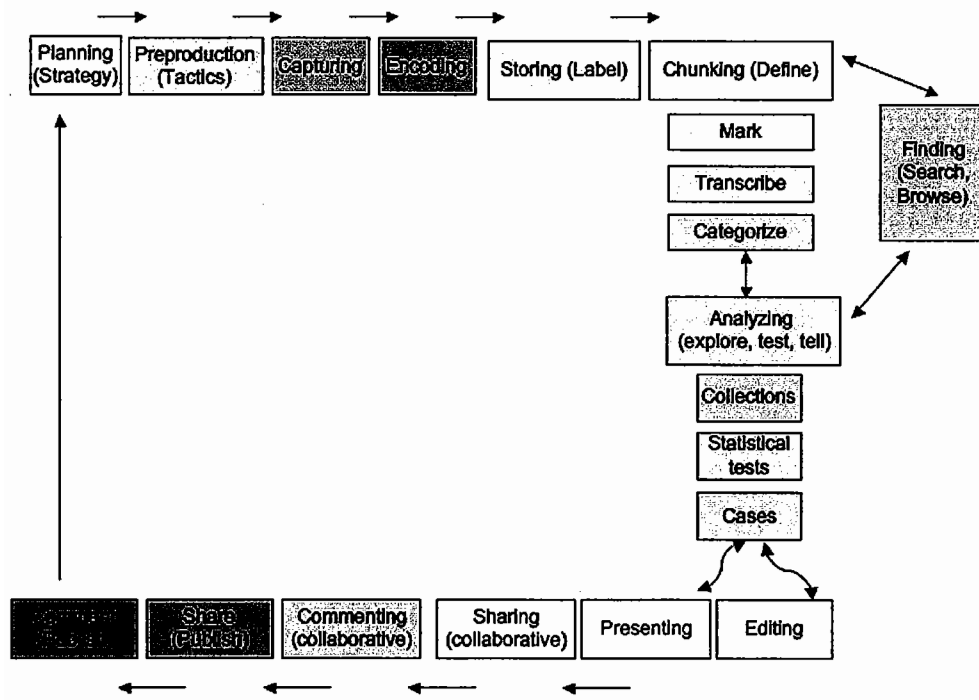 Planning
(Strategy)
Preproduction
(Tactics)
Capturing
Encoding
Storing (Label)
Chunking (Define)
Mark
Transcribe
Categorize
Finding
(Search,
Browse)
Analyzing
(explore, test, tell)
Collections
Statistical
tests
Cases
Share
(Publish)
Commenting
(collaborative)
Sharing
(collaborative)
Presenting
Editing